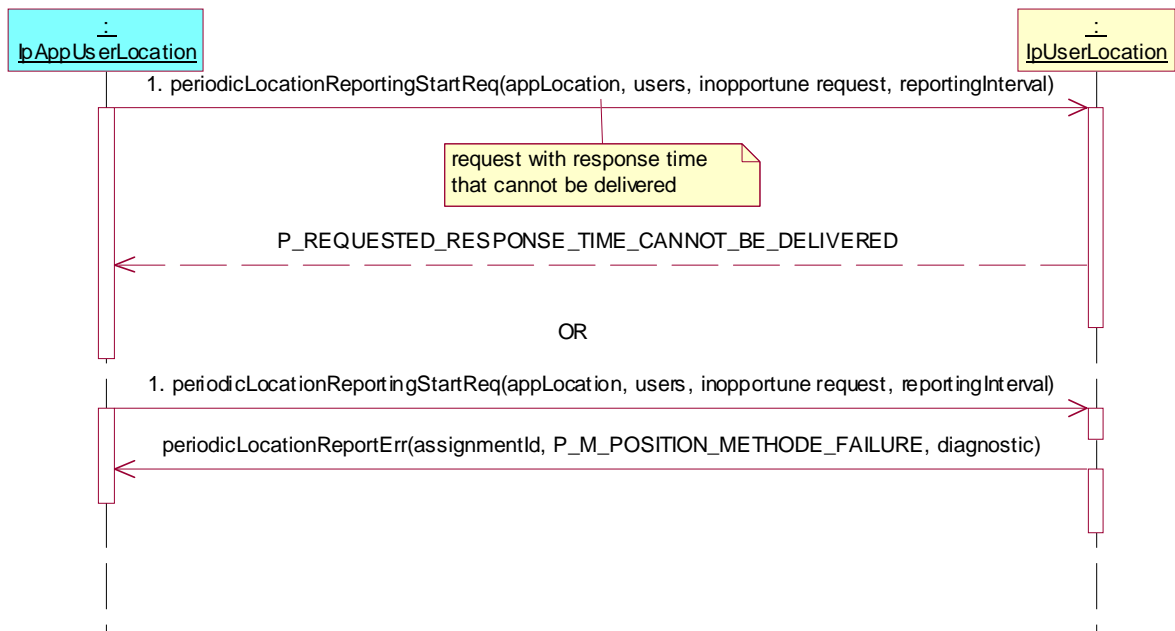 :
IpAppUserLocation
:
IpUserLocation
1. periodicLocationReportingStartReq(appLocation, users, inopportune request, reportingInterval)
request with response time
that cannot be delivered
P_REQUESTED_RESPONSE_TIME_CANNOT_BE_DELIVERED
OR
1. periodicLocationReportingStartReq(appLocation, users, inopportune request, reportingInterval)
periodicLocationReportErr(assignmentId, P_M_POSITION_METHODE_FAILURE, diagnostic)